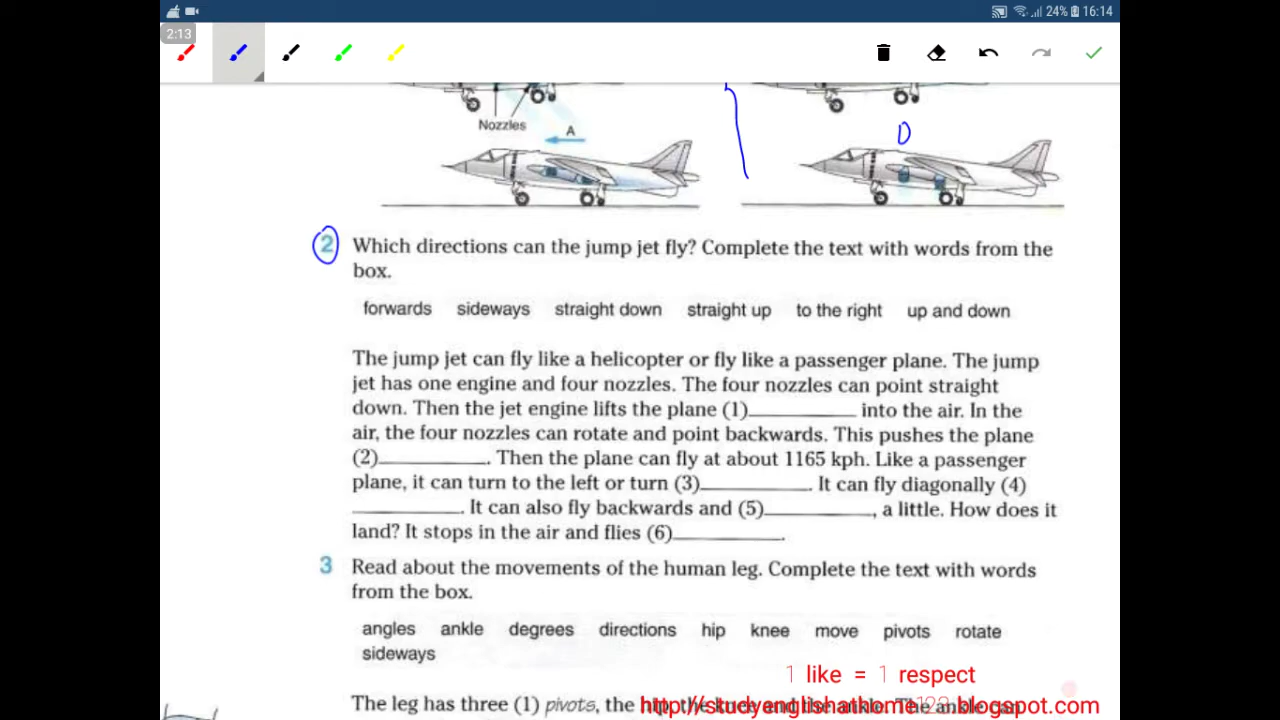 24% 16:14
2:13
Nozzles
A
D
2 Which directions can the jump jet fly? Complete the text with words from the
box.
forwards sideways straight down straight up to the right up and down
The jump jet can fly like a helicopter or fly like a passenger plane. The jump
jet has one engine and four nozzles. The four nozzles can point straight
down. Then the jet engine lifts the plane (1)__________ into the air. In the
air, the four nozzles can rotate and point backwards. This pushes the plane
(2)__________. Then the plane can fly at about 1165 kph. Like a passenger
plane, it can turn to the left or turn (3)__________. It can fly diagonally (4)
__________. It can also fly backwards and (5)__________, a little. How does it
land? It stops in the air and flies (6)__________.
3 Read about the movements of the human leg. Complete the text with words
from the box.
angles ankle degrees directions hip knee move pivots rotate
sideways
1 like = 1 respect
The leg has three (1) pivots, the
http://studyenglishathome123.blogspot.com